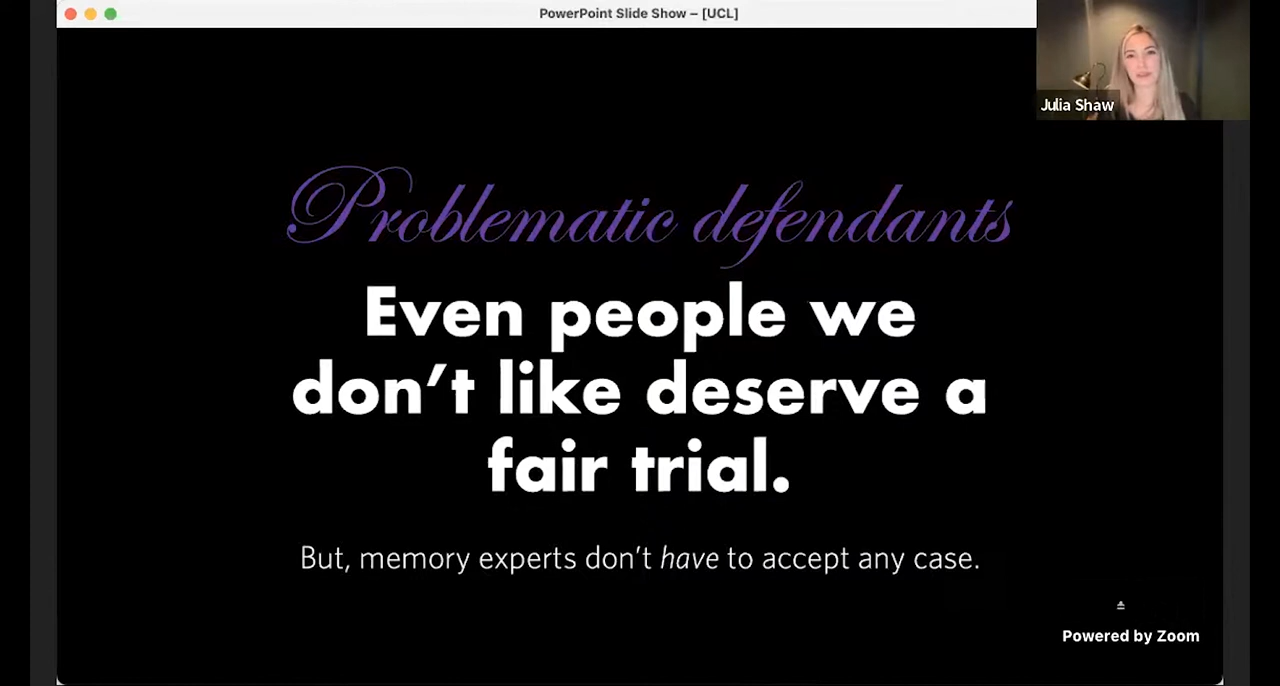 PowerPoint Slide Show – [UCL]
Julia Shaw
Problematic defendants
Even people we
don't like deserve a
fair trial.
But, memory experts don't have to accept any case.
Powered by Zoom